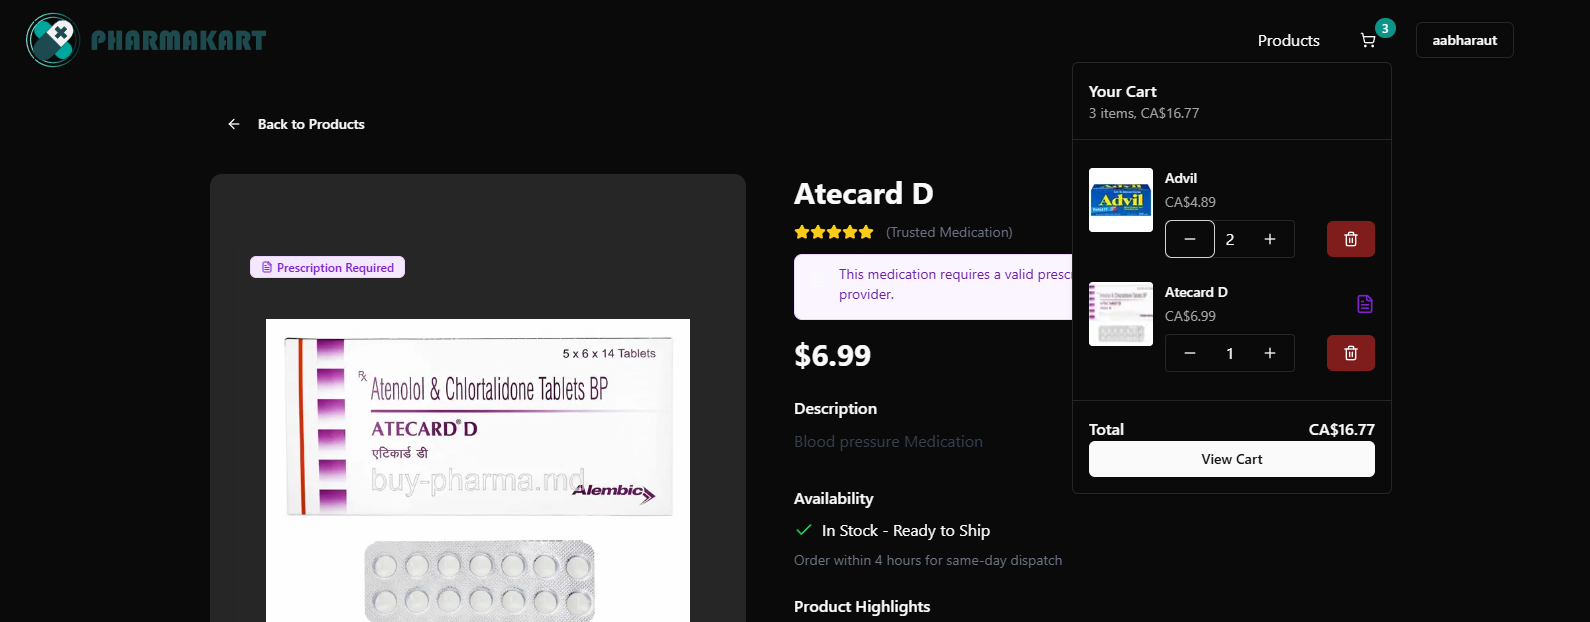 PHARMAKART
Products
3
aabharaut
Back to Products
Prescription Required
5 x 6 x 14 Tablets
Rx Atenolol & Chlortalidone Tablets BP
ATECARD® D
एटिकार्ड डी
buy-pharma.md
Alembic
Atecard D
(Trusted Medication)
This medication requires a valid presc
provider.
$6.99
Description
Blood pressure Medication
Availability
In Stock - Ready to Ship
Order within 4 hours for same-day dispatch
Product Highlights
Your Cart
3 items, CA$16.77
Advil
Advil
CA$4.89
2
Atecard D
CA$6.99
1
Total CA$16.77
View Cart